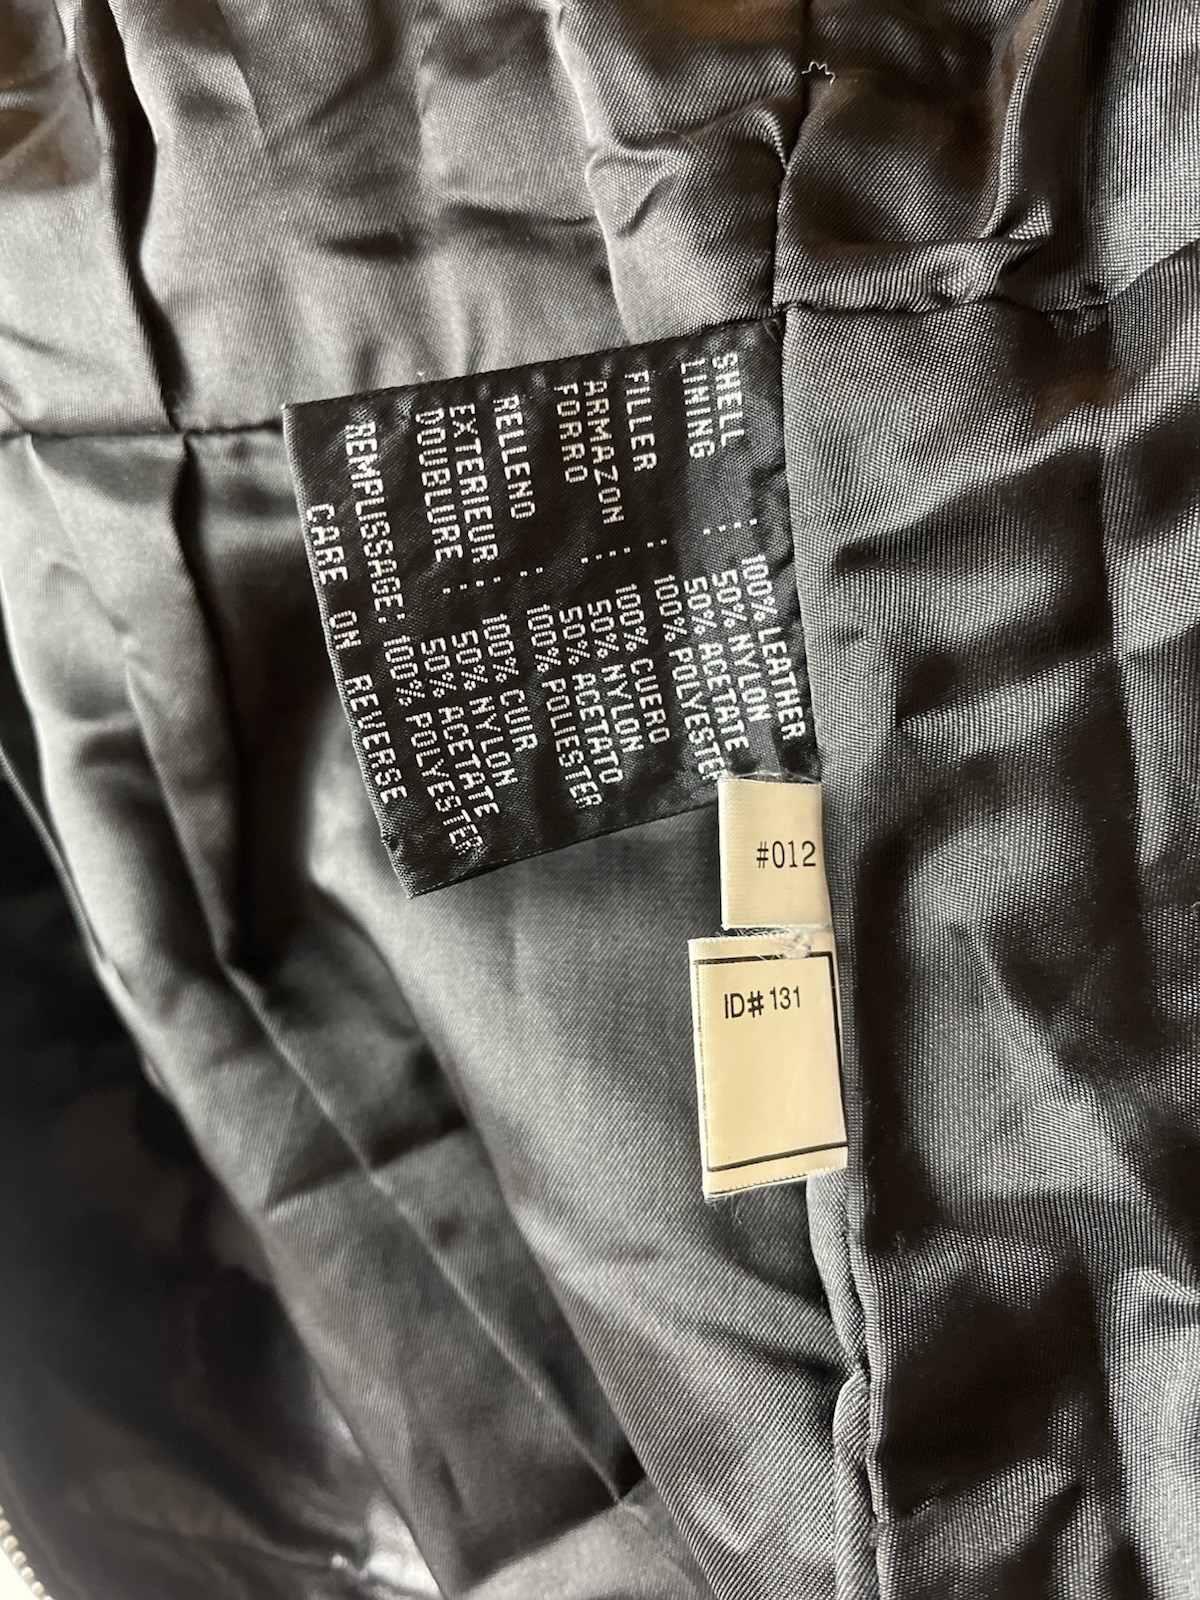 SHELL : 100% LEATHER
LINING : 50% NYLON
50% ACETATE
FILLER : 100% POLYESTER
ARMAZON : 100% CUERO
FORRO : 50% NYLON
50% ACETATO
RELLENO : 100% POLIESTER
EXTERIEUR : 100% CUIR
DOUBLURE : 50% NYLON
50% ACETATE
REMPLISSAGE: 100% POLYESTER
CARE ON REVERSE
#012
ID# 131